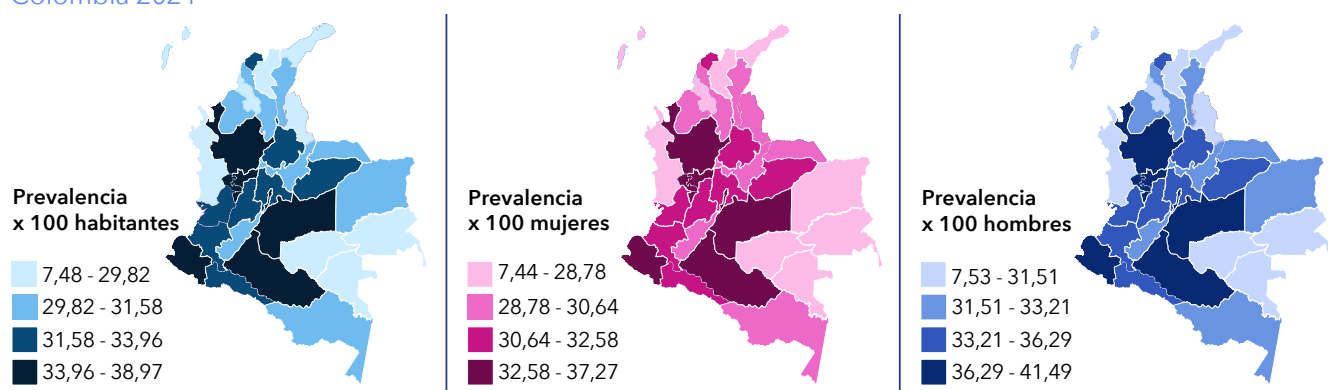 Colombia 2021
Prevalencia
x 100 habitantes
7,48 - 29,82
29,82 - 31,58
31,58 - 33,96
33,96 - 38,97
Prevalencia
x 100 mujeres
7,44 - 28,78
28,78 - 30,64
30,64 - 32,58
32,58 - 37,27
Prevalencia
x 100 hombres
7,53 - 31,51
31,51 - 33,21
33,21 - 36,29
36,29 - 41,49